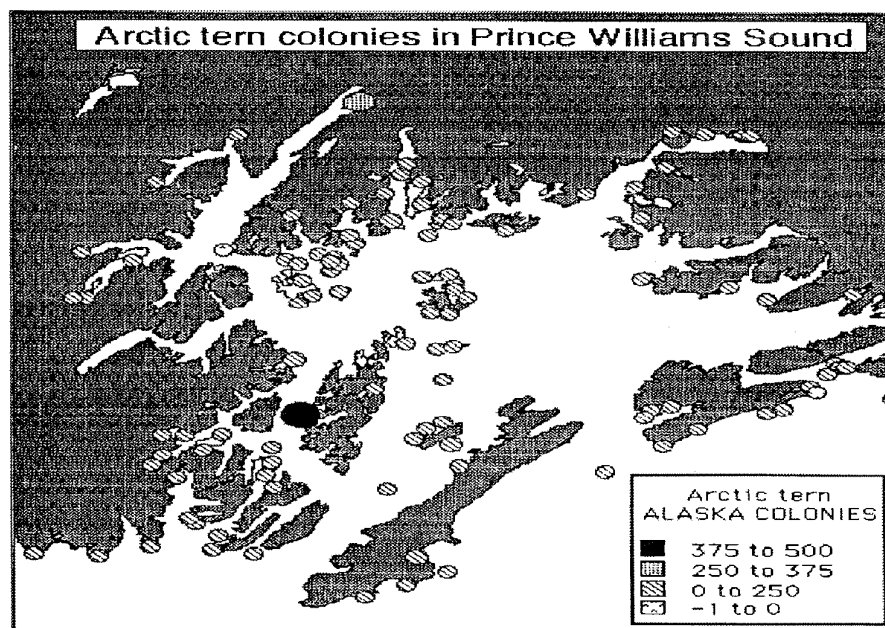 Arctic tern colonies in Prince Williams Sound
Arctic tern
ALASKA COLONIES
375 to 500
250 to 375
0 to 250
-1 to 0